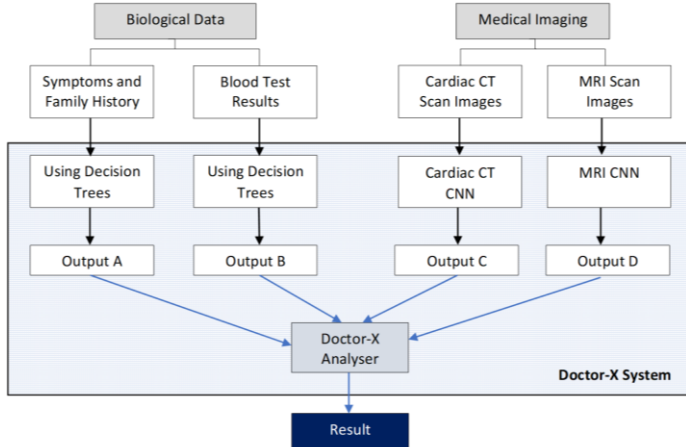 Biological Data
Medical Imaging
Symptoms and
Family History
Blood Test
Results
Cardiac CT
Scan Images
MRI Scan
Images
Using Decision
Trees
Using Decision
Trees
Cardiac CT
CNN
MRI CNN
Output A
Output B
Output C
Output D
Doctor-X
Analyser
Doctor-X System
Result